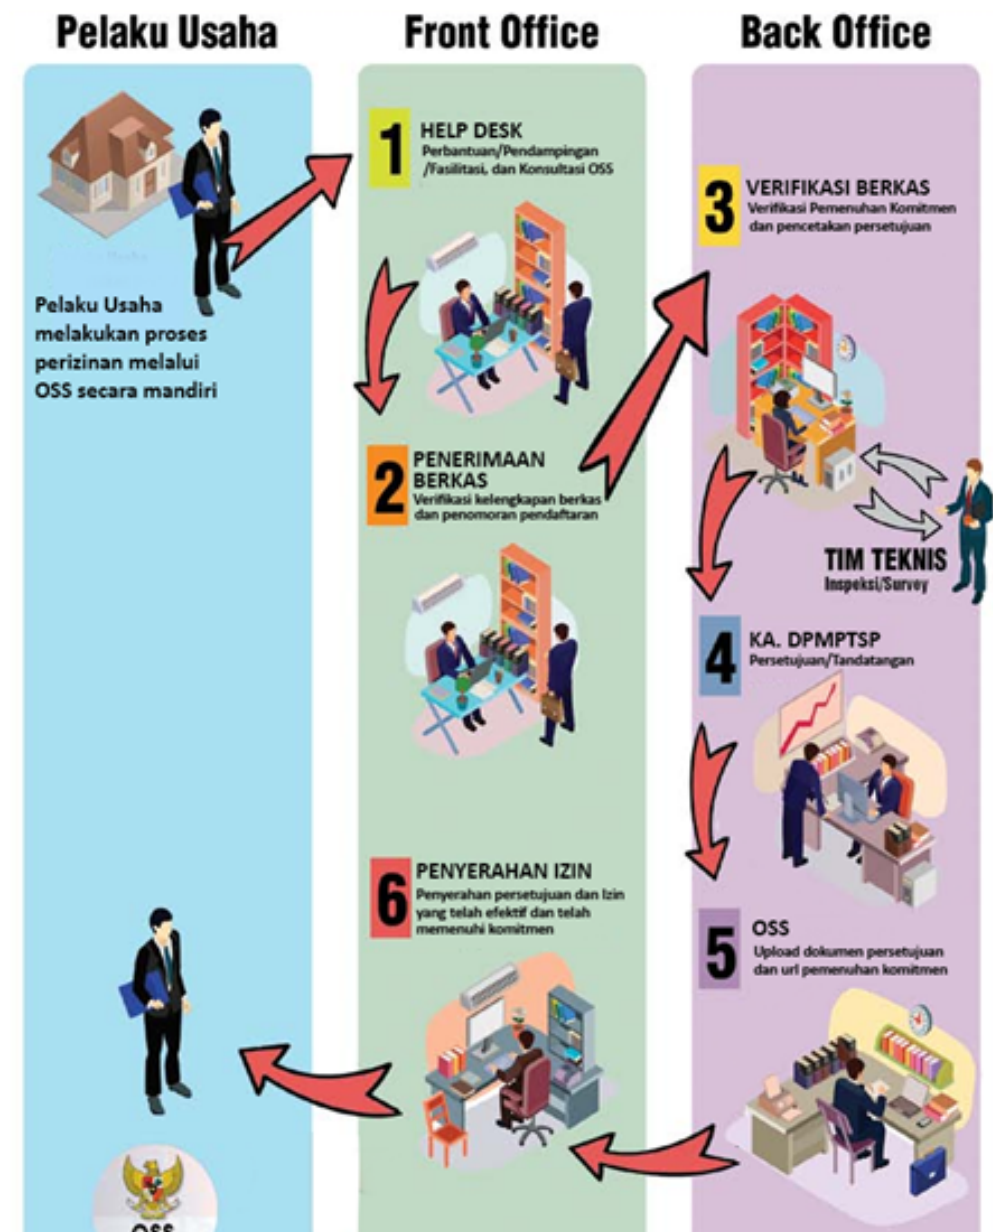 Pelaku Usaha
Front Office
Back Office
Pelaku Usaha
melakukan proses
perizinan melalui
OSS secara mandiri
1
HELP DESK
Perbantuan/Pendampingan
/Fasilitasi, dan Konsultasi OSS
2
PENERIMAAN
BERKAS
Verifikasi kelengkapan berkas
dan penomoran pendaftaran
3
VERIFIKASI BERKAS
Verifikasi Pemenuhan Komitmen
dan pencetakan persetujuan
TIM TEKNIS
Inspeksi/Survey
4
KA. DPMPTSP
Persetujuan/Tandatangan
5
OSS
Upload dokumen persetujuan
dan url pemenuhan komitmen
6
PENYERAHAN IZIN
Penyerahan persetujuan dan Izin
yang telah efektif dan telah
memenuhi komitmen
OSS